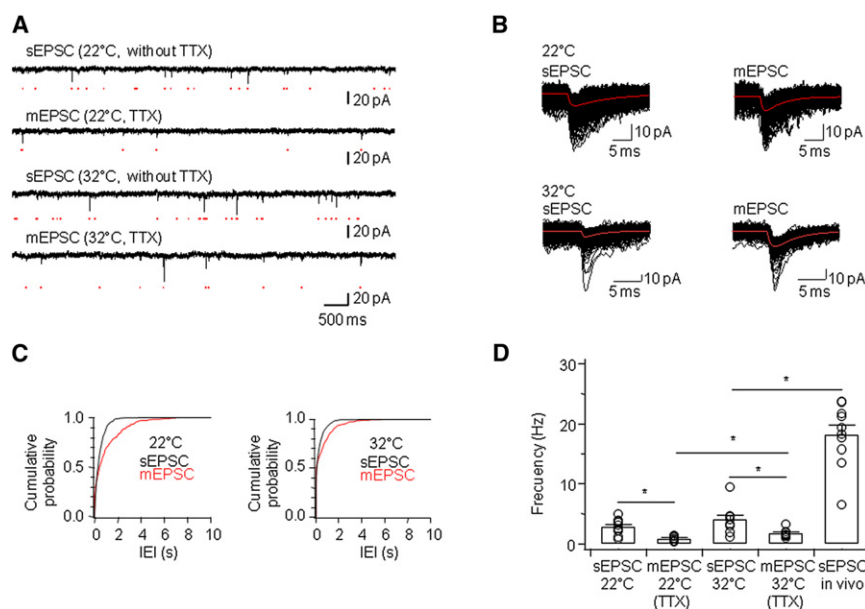 A
sEPSC (22°C, without TTX)
20 pA
mEPSC (22°C, TTX)
20 pA
sEPSC (32°C, without TTX)
20 pA
mEPSC (32°C, TTX)
20 pA
500 ms
B
22°C
sEPSC
mEPSC
10 pA
5 ms
10 pA
5 ms
32°C
sEPSC
mEPSC
10 pA
5 ms
10 pA
5 ms
C
Cumulative
probability
1.0
0.5
0.0
22°C
sEPSC
mEPSC
0 2 4 6 8 10
IEI (s)
Cumulative
probability
1.0
0.5
0.0
32°C
sEPSC
mEPSC
0 2 4 6 8 10
IEI (s)
D
Frecuency (Hz)
30
20
10
0
*
*
*
*
sEPSC
22°C
mEPSC
22°C
(TTX)
sEPSC
32°C
mEPSC
32°C
(TTX)
sEPSC
in vivo